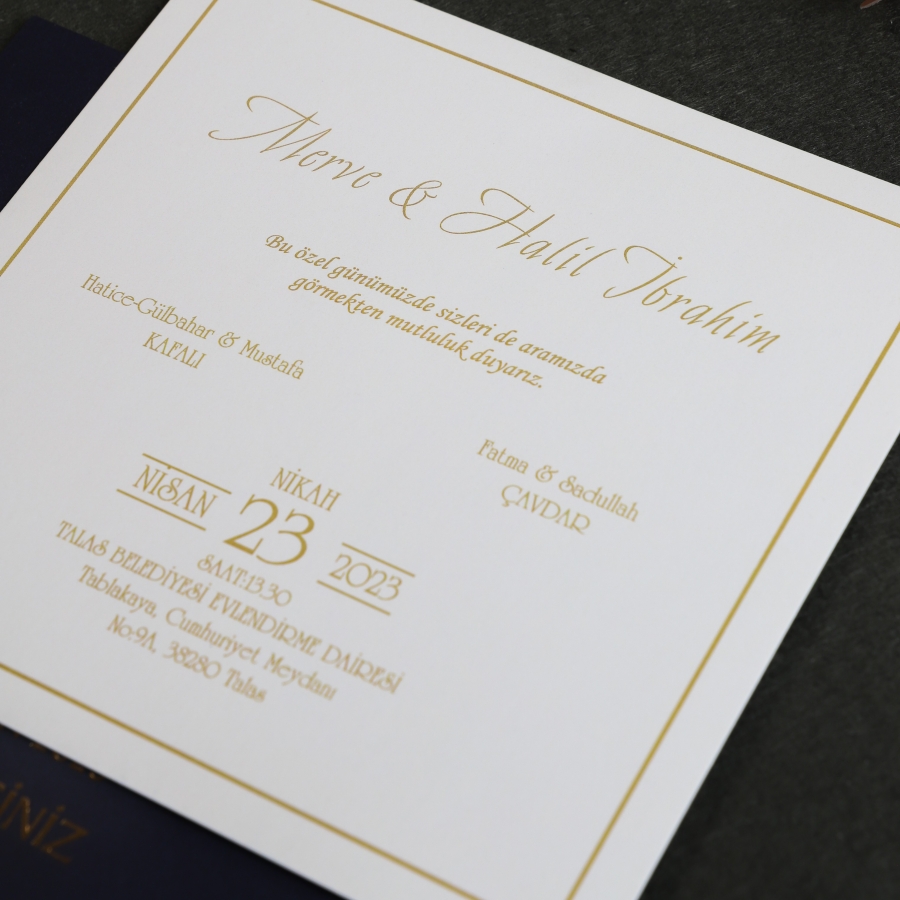 Merve & Halil İbrahim
Bu özel günümüzde sizleri de aramızda
görmekten mutluluk duyarız.
Hatice-Gülbahar & Mustafa
KAFALI
Fatma & Sadullah
ÇAVDAR
NİKAH
NİSAN 23 2023
SAAT:13.30
TALAS BELEDİYESİ EVLENDİRME DAİRESİ
Tablakaya, Cumhuriyet Meydanı
No:9A, 38280 Talas